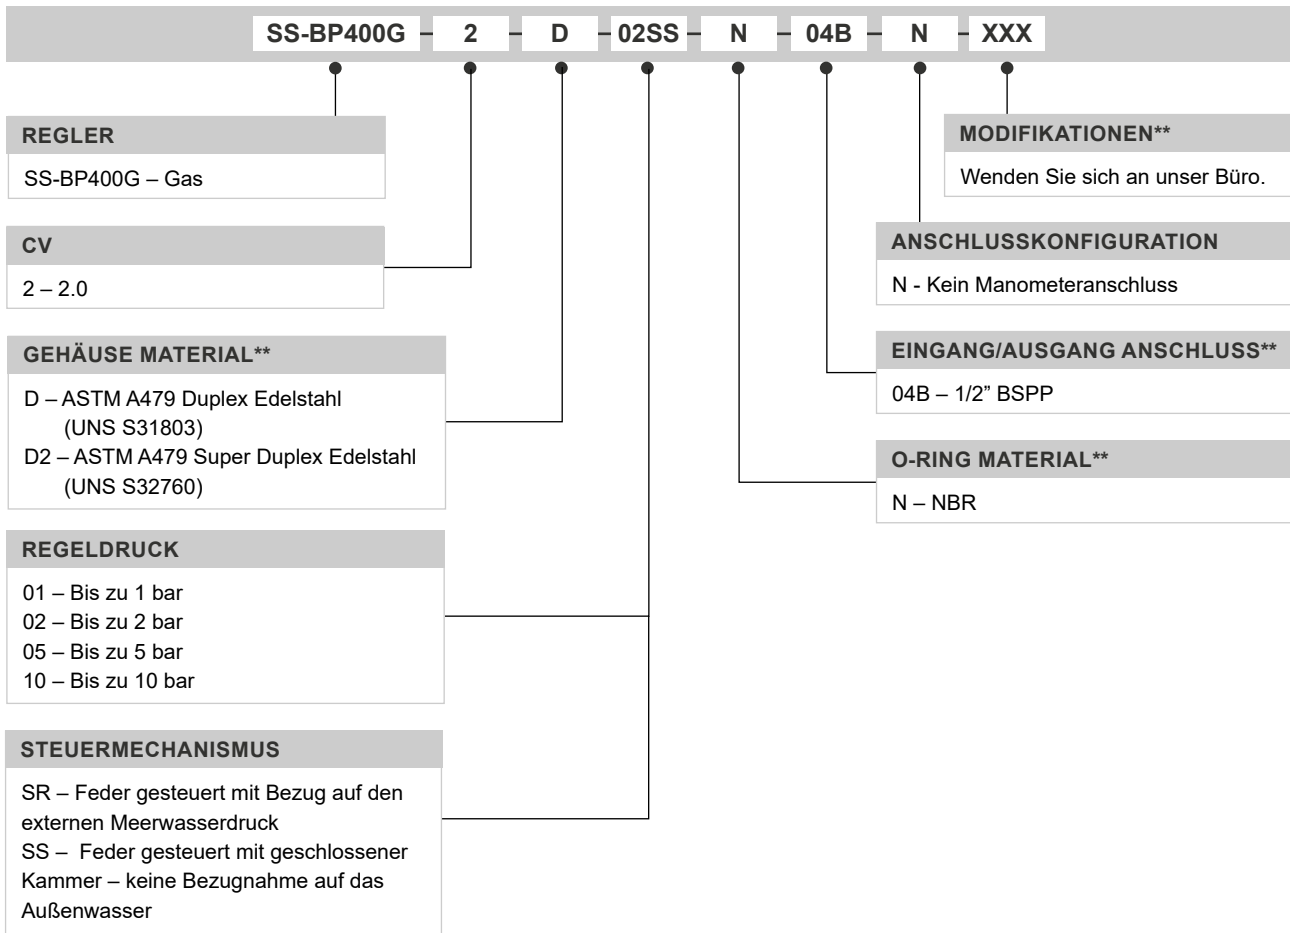 SS-BP400G – 2 – D – 02SS – N – 04B – N – XXX
REGLER
SS-BP400G – Gas
CV
2 – 2.0
GEHÄUSE MATERIAL**
D – ASTM A479 Duplex Edelstahl
(UNS S31803)
D2 – ASTM A479 Super Duplex Edelstahl
(UNS S32760)
REGELDRUCK
01 – Bis zu 1 bar
02 – Bis zu 2 bar
05 – Bis zu 5 bar
10 – Bis zu 10 bar
STEUERMECHANISMUS
SR – Feder gesteuert mit Bezug auf den
externen Meerwasserdruck
SS – Feder gesteuert mit geschlossener
Kammer – keine Bezugnahme auf das
Außenwasser
MODIFIKATIONEN**
Wenden Sie sich an unser Büro.
ANSCHLUSSKONFIGURATION
N - Kein Manometeranschluss
EINGANG/AUSGANG ANSCHLUSS**
04B – 1/2” BSPP
O-RING MATERIAL**
N – NBR